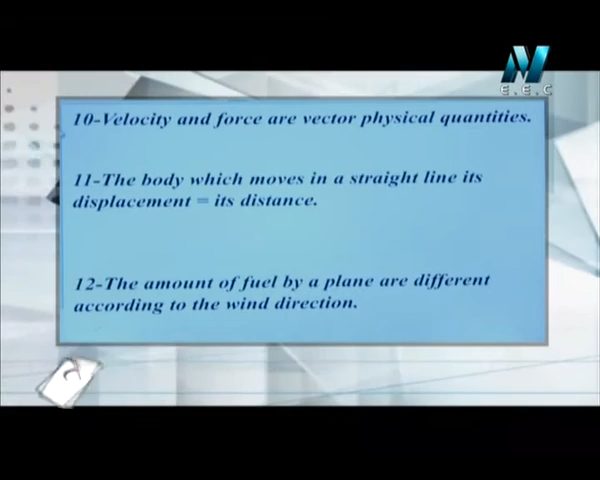 E.E.C
10-Velocity and force are vector physical quantities.
11-The body which moves in a straight line its
displacement = its distance.
12-The amount of fuel by a plane are different
according to the wind direction.